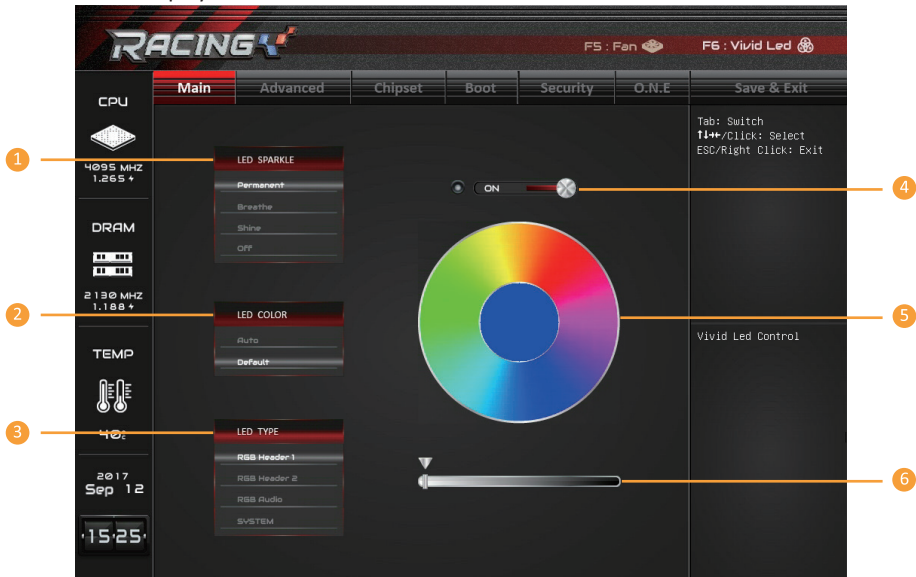 RACING
F5 : Fan
F6 : Vivid Led
Main Advanced Chipset Boot Security O.N.E Save & Exit
CPU
4095 MHZ
1.265
DRAM
2130 MHZ
1.188
TEMP
40°c
2017
Sep 12
15:25
1
LED SPARKLE
Permanent
Breathe
Shine
Off
2
LED COLOR
Auto
Default
3
LED TYPE
RGB Header 1
RGB Header 2
RGB Audio
SYSTEM
ON
4
5
6
Tab: Switch
↑↓→←/Click: Select
ESC/Right Click: Exit
Vivid Led Control